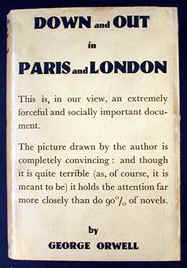 DOWN and OUT
in
PARIS and LONDON
This is, in our view, an extremely
forceful and socially important docu-
ment.
The picture drawn by the author is
completely convincing : and though
it is quite terrible (as, of course, it is
meant to be) it holds the attention far
more closely than do 90% of novels.
by
GEORGE ORWELL